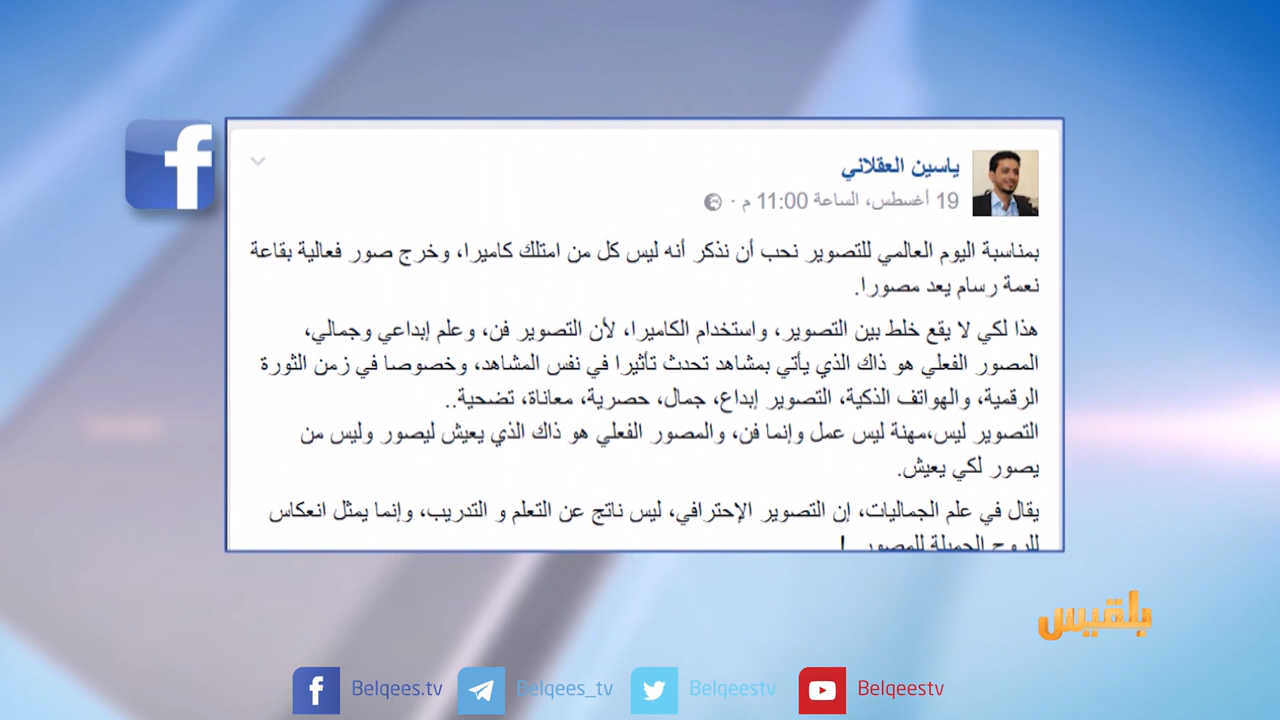 ياسين العقلاني
19 أغسطس، الساعة 11:00 م ·
بمناسبة اليوم العالمي للتصوير نحب أن نذكر أنه ليس كل من امتلك كاميرا، وخرج صور فعالية بقاعة
نعمة رسام يعد مصورا.
هذا لكي لا يقع خلط بين التصوير، واستخدام الكاميرا، لأن التصوير فن، وعلم إبداعي وجمالي،
المصور الفعلي هو ذاك الذي يأتي بمشاهد تحدث تأثيرا في نفس المشاهد، وخصوصا في زمن الثورة
الرقمية، والهواتف الذكية، التصوير إبداع، جمال، حصرية، معاناة، تضحية..
التصوير ليس،مهنة ليس عمل وإنما فن، والمصور الفعلي هو ذاك الذي يعيش ليصور وليس من
يصور لكي يعيش.
يقال في علم الجماليات، إن التصوير الإحترافي، ليس ناتج عن التعلم و التدريب، وإنما يمثل انعكاس
للروح الجميلة للمصور !
بلقيس
f Belqees.tv Belqees_tv Belqeestv Belqeestv